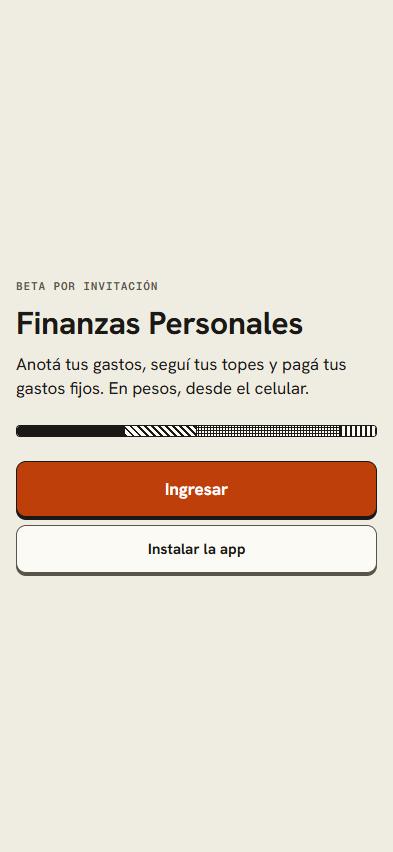 BETA POR INVITACIÓN
Finanzas Personales
Anotá tus gastos, seguí tus topes y pagá tus
gastos fijos. En pesos, desde el celular.
Ingresar
Instalar la app